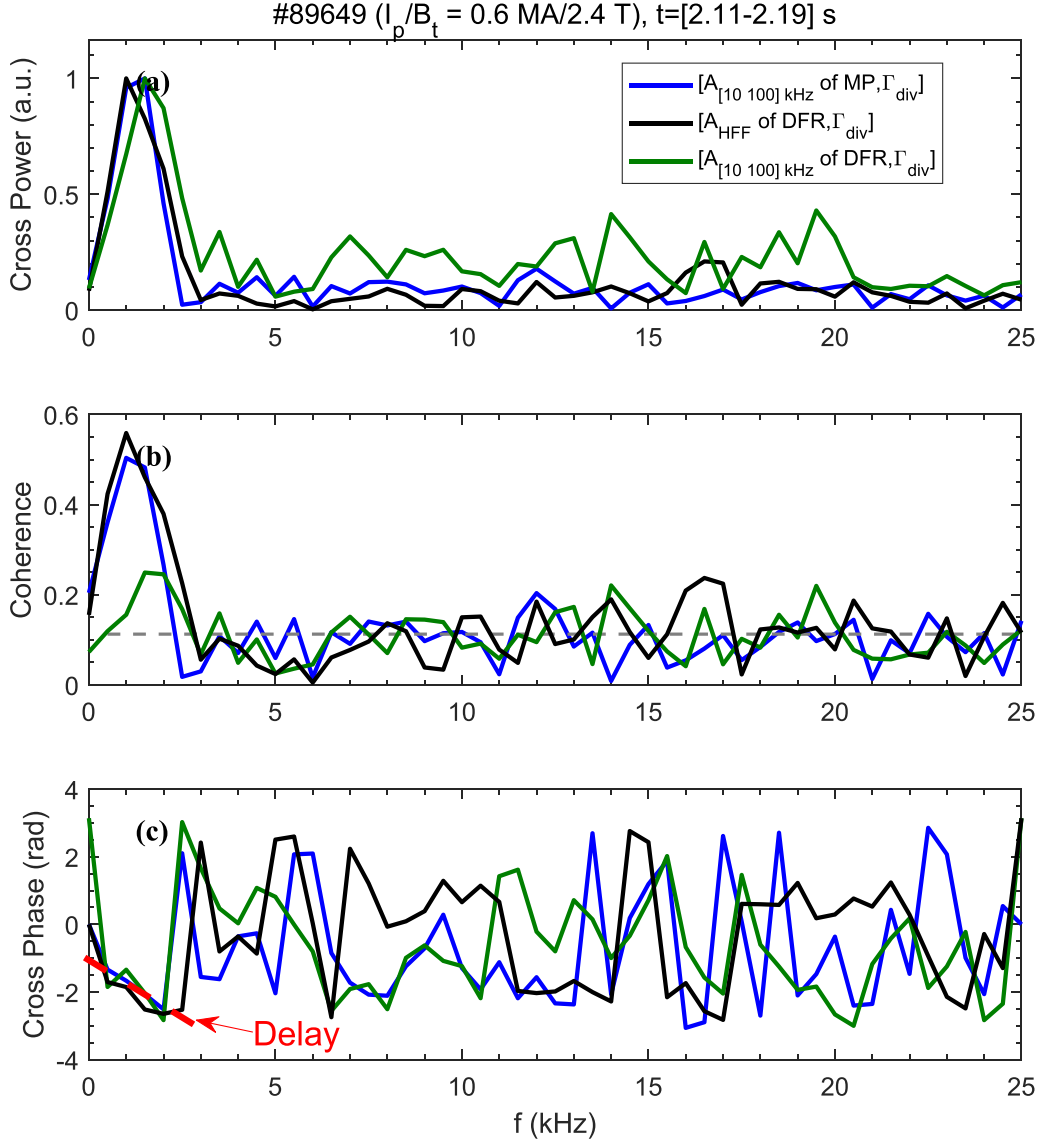 #89649 (I_p/B_t = 0.6 MA/2.4 T), t=[2.11-2.19] s
Cross Power (a.u.)
1
0.5
0
(a)
[A_[10 100] kHz of MP,Γ_div]
[A_HFF of DFR,Γ_div]
[A_[10 100] kHz of DFR,Γ_div]
0 5 10 15 20 25
Coherence
0.6
0.4
0.2
0
(b)
0 5 10 15 20 25
Cross Phase (rad)
4
2
0
-2
-4
(c)
Delay
0 5 10 15 20 25
f (kHz)